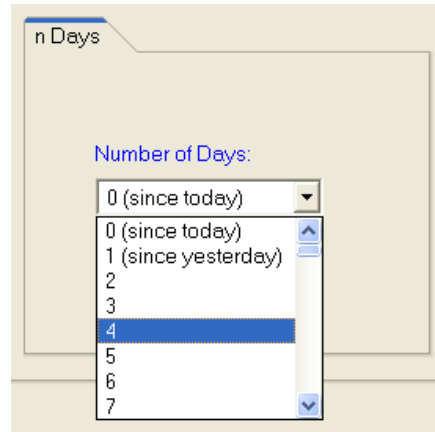 n Days
Number of Days:
0 (since today)
0 (since today)
1 (since yesterday)
2
3
4
5
6
7